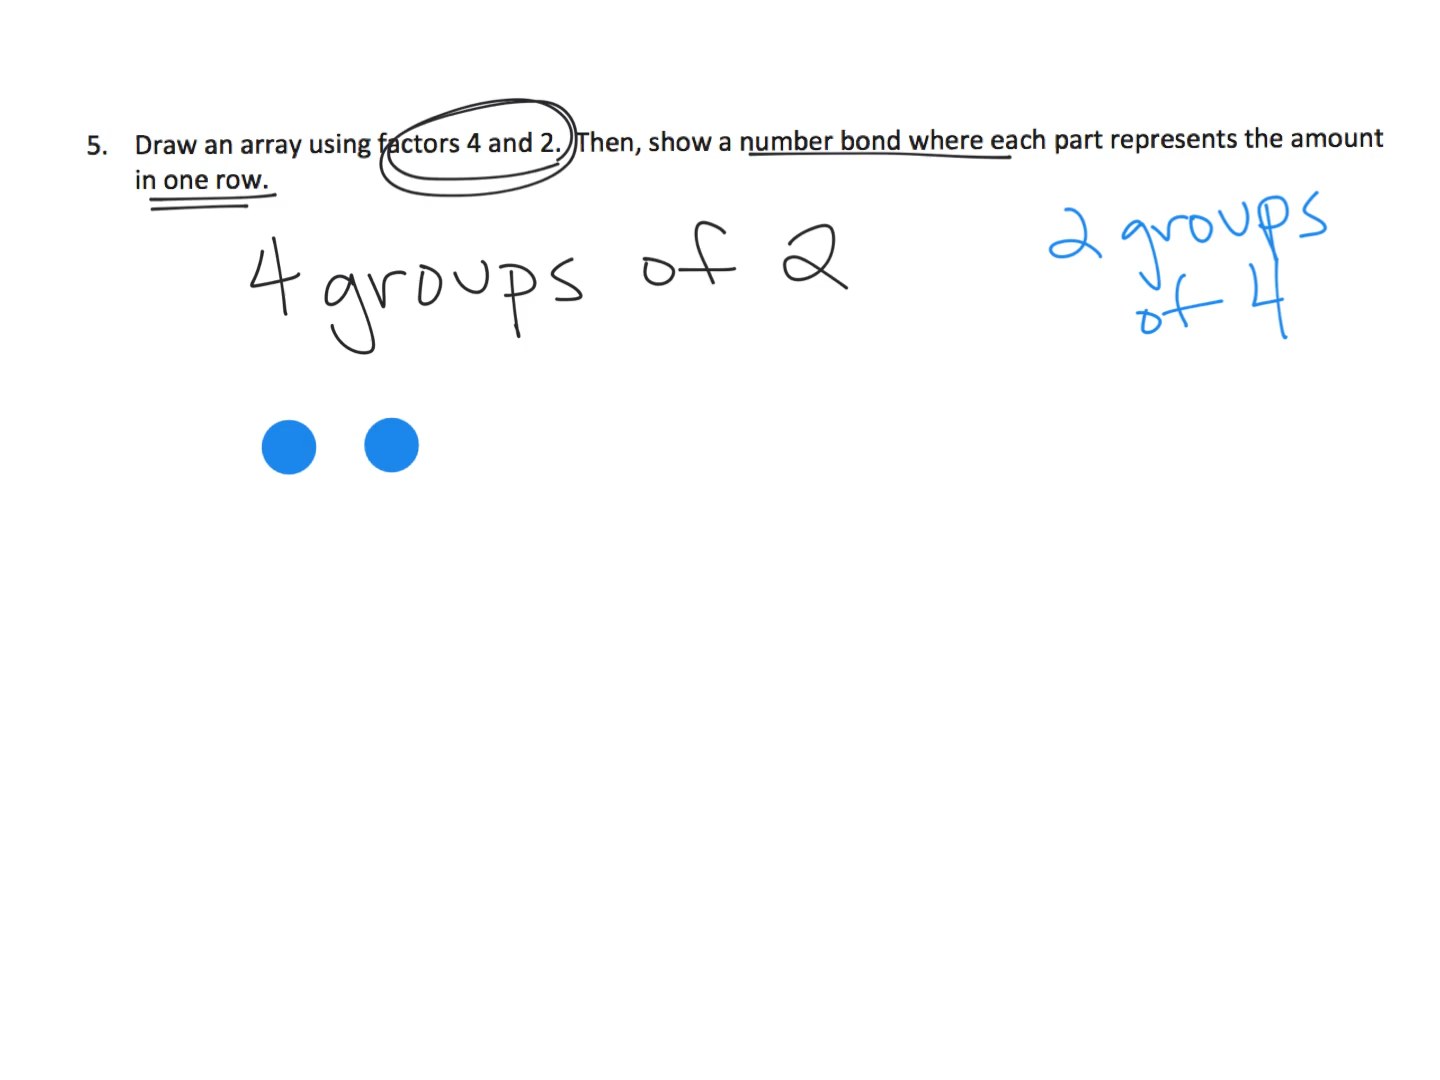 5. Draw an array using factors 4 and 2. Then, show a number bond where each part represents the amount
in one row.
4 groups of 2
2 groups
of 4